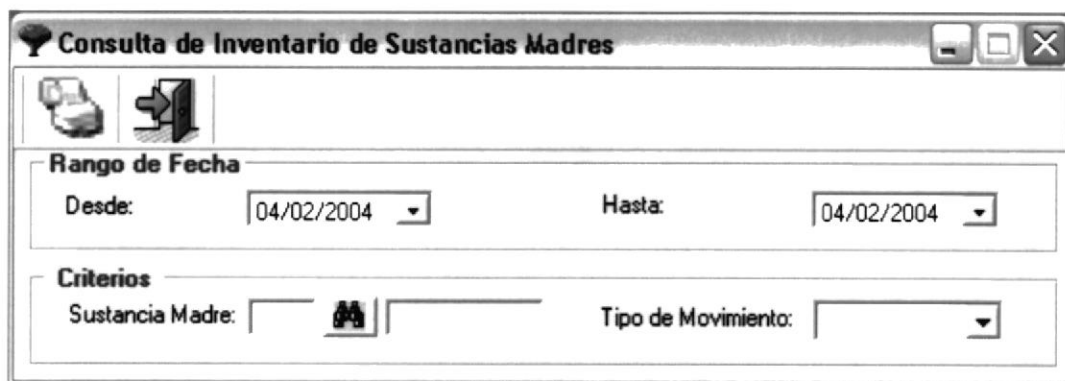 Consulta de Inventario de Sustancias Madres
Rango de Fecha
Desde: 04/02/2004 Hasta: 04/02/2004
Criterios
Sustancia Madre: Tipo de Movimiento: